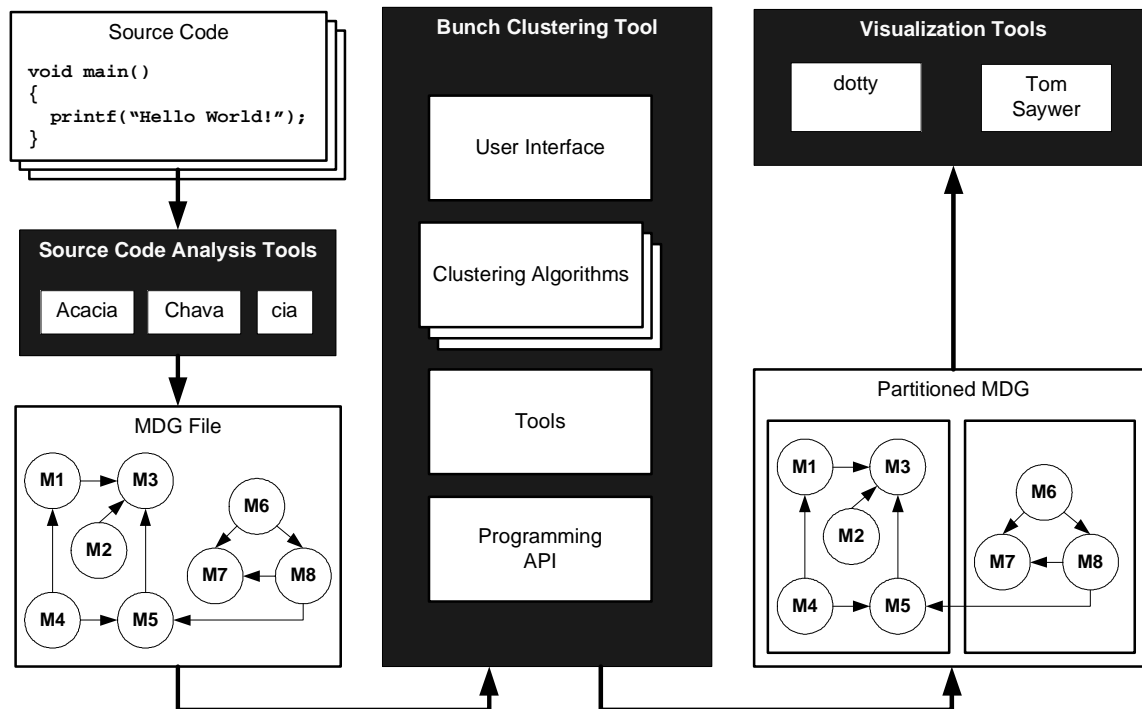 Source Code
void main()
{
printf(“Hello World!”);
}
Source Code Analysis Tools
Acacia
Chava
cia
MDG File
M1
M3
M2
M6
M7
M8
M4
M5
Bunch Clustering Tool
User Interface
Clustering Algorithms
Tools
Programming
API
Visualization Tools
dotty
Tom
Saywer
Partitioned MDG
M1
M3
M2
M6
M7
M8
M4
M5